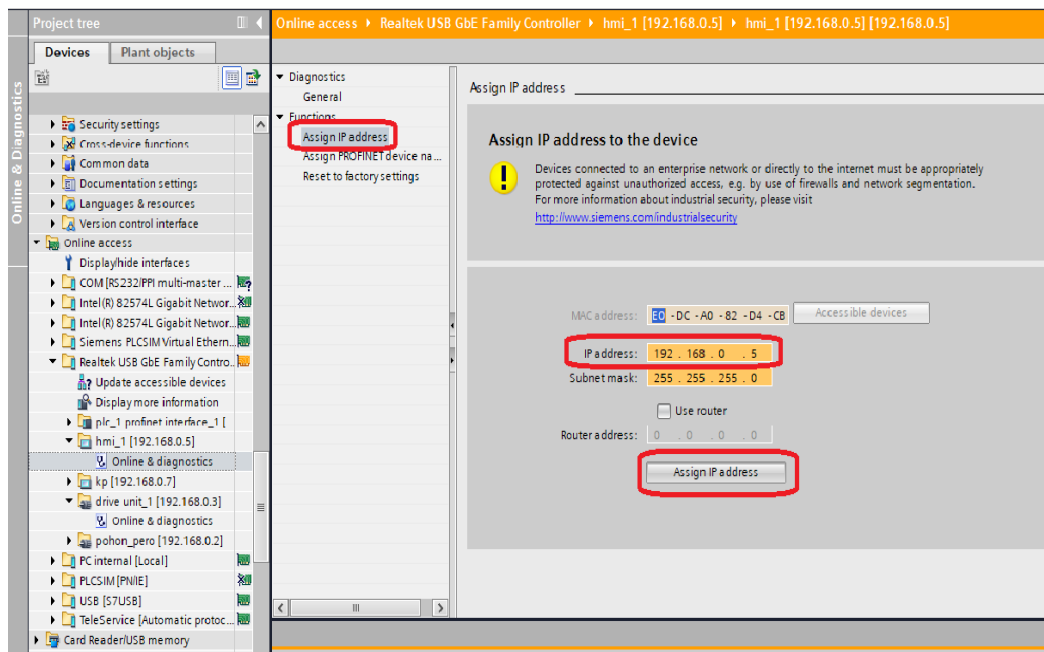 Project tree
Online access ▸ Realtek USB GbE Family Controller ▸ hmi_1 [192.168.0.5] ▸ hmi_1 [192.168.0.5] [192.168.0.5]
Devices
Plant objects
Online & Diagnostics
Security settings
Cross-device functions
Common data
Documentation settings
Languages & resources
Version control interface
Online access
Display/hide interfaces
COM [RS232/PPI multi-master ...
Intel(R) 82574L Gigabit Networ...
Intel(R) 82574L Gigabit Networ...
Siemens PLCSIM Virtual Ethern...
Realtek USB GbE Family Contro...
Update accessible devices
Display more information
plc_1 profinet interface_1 [
hmi_1 [192.168.0.5]
Online & diagnostics
kp [192.168.0.7]
drive unit_1 [192.168.0.3]
Online & diagnostics
pohon_pero [192.168.0.2]
PC internal [Local]
PLCSIM [PN/IE]
USB [S7USB]
TeleService [Automatic protoc...
Card Reader/USB memory
Diagnostics
General
Functions
Assign IP address
Assign PROFINET device na...
Reset to factory settings
Assign IP address
Assign IP address to the device
Devices connected to an enterprise network or directly to the internet must be appropriately
protected against unauthorized access, e.g. by use of firewalls and network segmentation.
For more information about industrial security, please visit
http://www.siemens.com/industrialsecurity
MAC address: E0 - DC - A0 - 82 - D4 - CB Accessible devices
IP address: 192 . 168 . 0 . 5
Subnet mask: 255 . 255 . 255 . 0
Use router
Router address: 0 . 0 . 0 . 0
Assign IP address